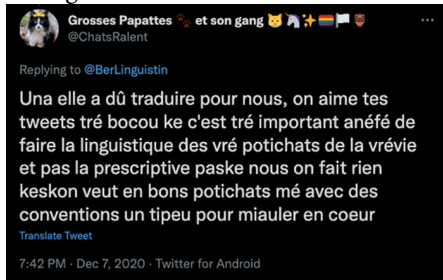 Grosses Papattes 🐾 et son gang 😺🦄✨🏳️‍🌈🏳️
@ChatsRalent
Replying to @BerLinguistin
Una elle a dû traduire pour nous, on aime tes
tweets tré bocou ke c'est tré important anéfé de
faire la linguistique des vré potichats de la vrévie
et pas la prescriptive paske nous on fait rien
keskon veut en bons potichats mé avec des
conventions un tipeu pour miauler en coeur
Translate Tweet
7:42 PM · Dec 7, 2020 · Twitter for Android